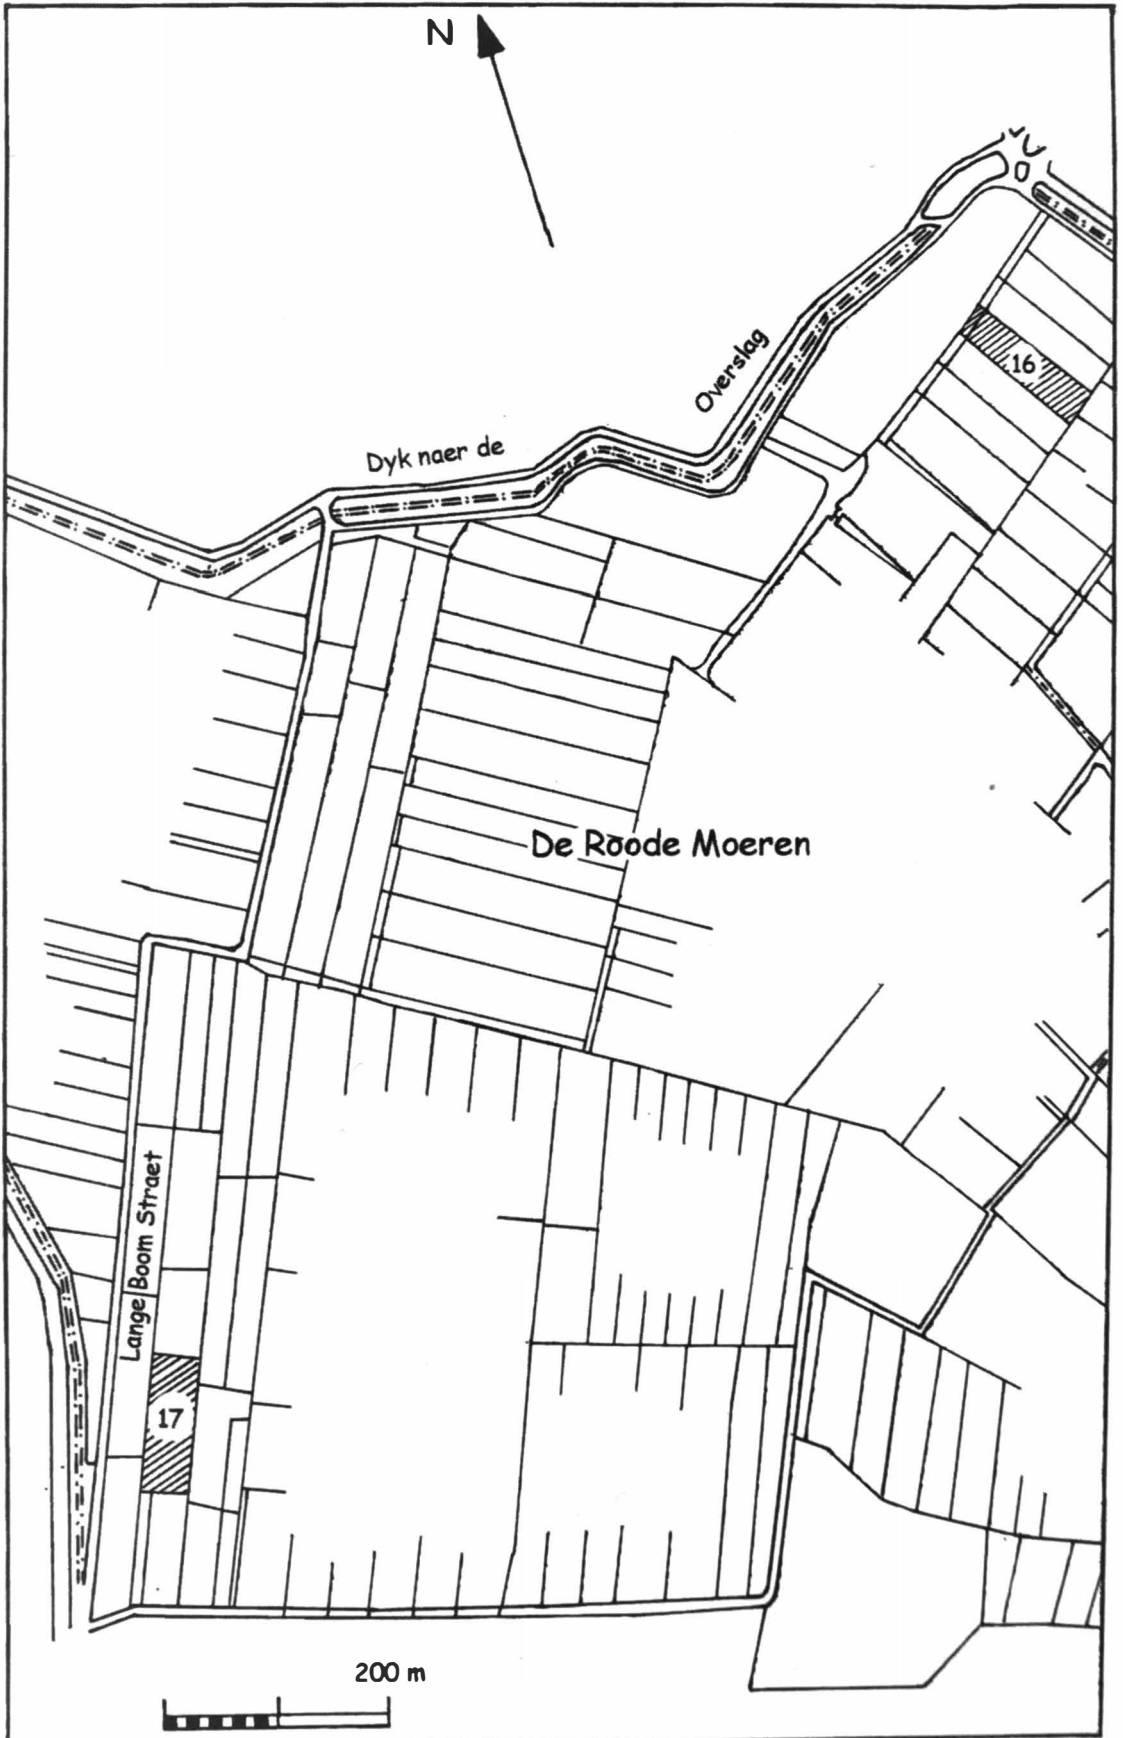 N
Overslag
Dyk naer de
16
De Roode Moeren
Lange Boom Straet
17
200 m